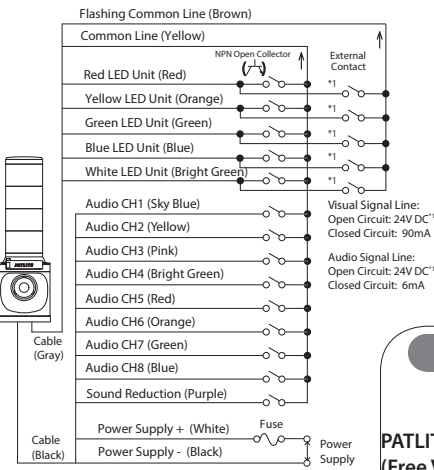 Flashing Common Line (Brown)
Common Line (Yellow)
NPN Open Collector
External
Contact
Red LED Unit (Red)
*1
Yellow LED Unit (Orange)
*1
Green LED Unit (Green)
*1
Blue LED Unit (Blue)
*1
White LED Unit (Bright Green)
*1
Audio CH1 (Sky Blue)
Audio CH2 (Yellow)
Audio CH3 (Pink)
Audio CH4 (Bright Green)
Audio CH5 (Red)
Audio CH6 (Orange)
Audio CH7 (Green)
Audio CH8 (Blue)
Sound Reduction (Purple)
Visual Signal Line:
Open Circuit: 24V DC*1
Closed Circuit: 90mA
Audio Signal Line:
Open Circuit: 24V DC*1
Closed Circuit: 6mA
PATLITE
Cable
(Gray)
Cable
(Black)
Power Supply + (White)
Fuse
Power Supply - (Black)
Power
Supply
PATLIT
(Free V